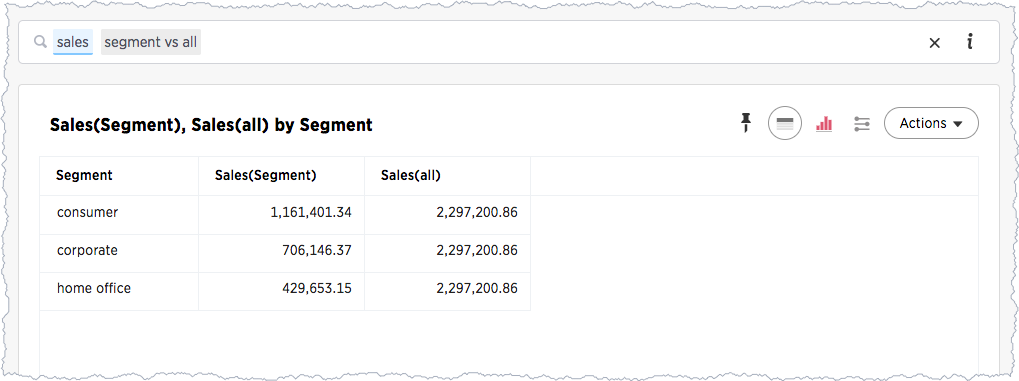 sales segment vs all
Sales(Segment), Sales(all) by Segment
Actions
Segment Sales(Segment) Sales(all)
consumer 1,161,401.34 2,297,200.86
corporate 706,146.37 2,297,200.86
home office 429,653.15 2,297,200.86